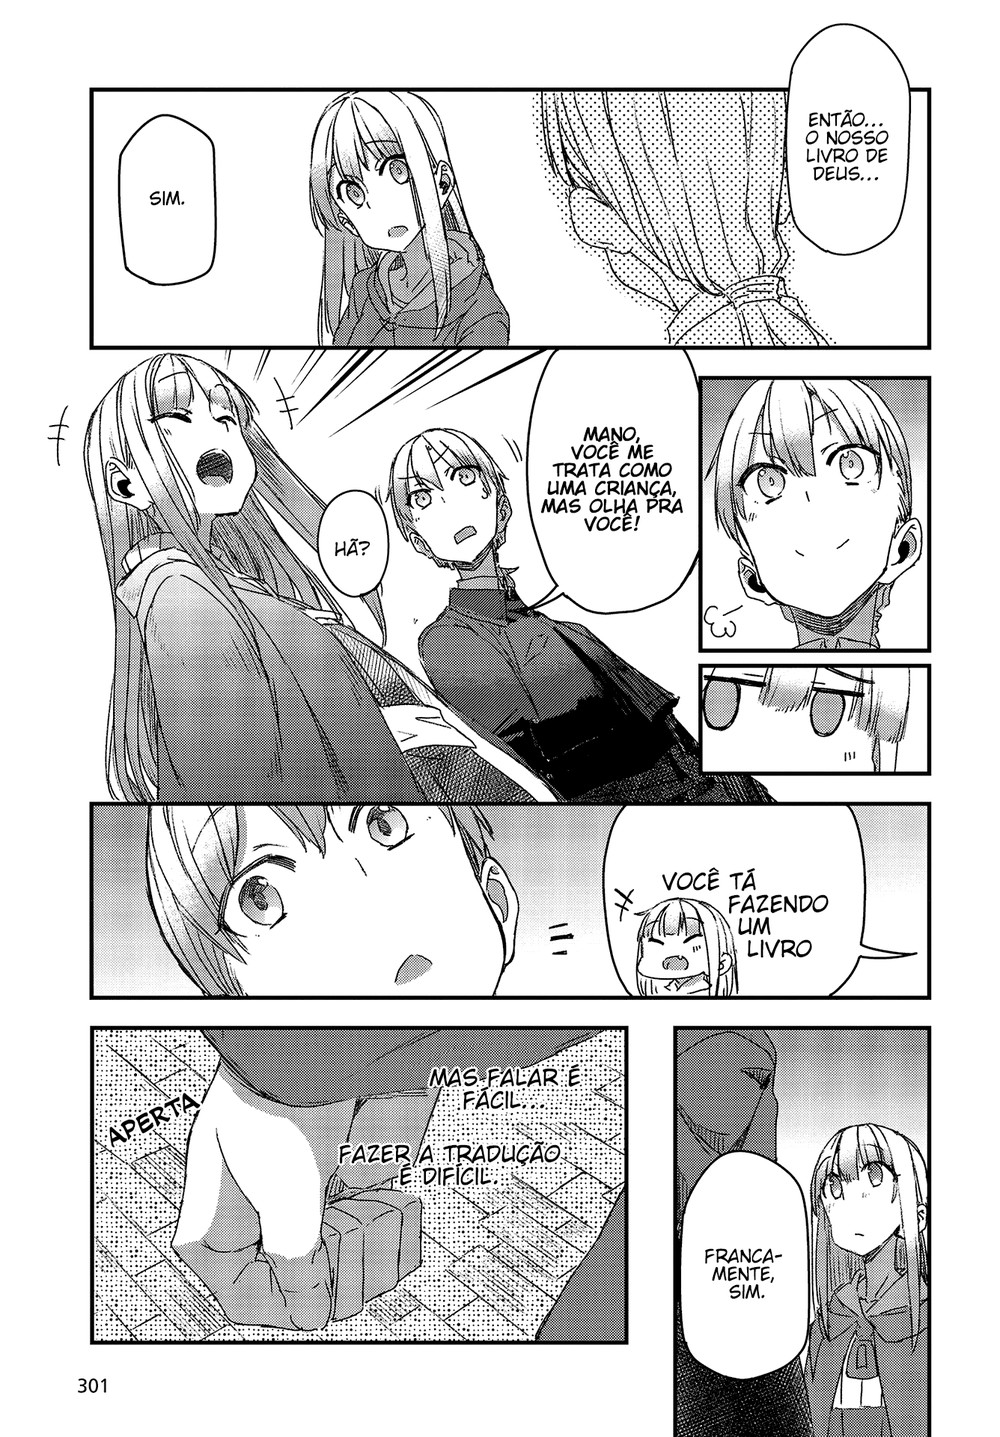 ENTÃO...
O NOSSO
LIVRO DE
DEUS...
SIM.
MANO,
VOCÊ ME
TRATA COMO
UMA CRIANÇA,
MAS OLHA PRA
VOCÊ!
HÃ?
VOCÊ TÁ
FAZENDO
UM
LIVRO
FRANCA-
MENTE,
SIM.
MAS FALAR É
FÁCIL...
FAZER A TRADUÇÃO
É DIFÍCIL.
APERTA
301